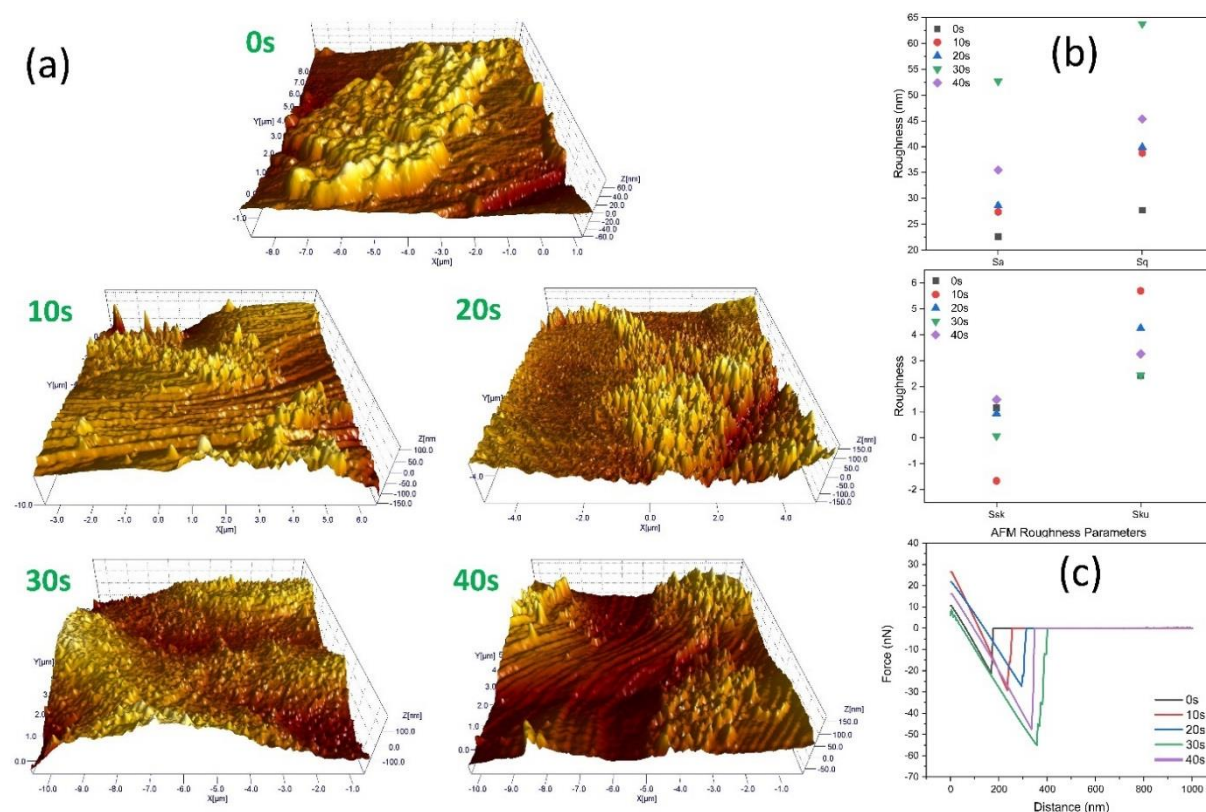 (a)
0s
8.0
7.0
6.0
Y[µm]
4.0
3.0
2.0
0.0
-1.0
Z[nm]
60.0
40.0
20.0
0.0
-20.0
-60.0
-9.0 -8.0 -7.0 -6.0 -5.0 -4.0 -3.0 -2.0 -1.0 0.0 1.0
X[µm]
10s
Y[µm]
-10.0
Z[nm
100.0
50.0
0.0
-50.0
-100.0
-150.0
-3.0 -2.0 -1.0 0.0 1.0 2.0 3.0 4.0 5.0 6.0
X[µm]
20s
Y[µm]
-4.0
Z[nm]
150.0
100.0
50.0
0.0
-50.0
-100.0
-4.0 -2.0 0.0 2.0 4.0
X[µm]
30s
Y[µm]
4.0
3.0
2.0
1.0
0.0
Z[nm]
100.0
0.0
-100.0
-10.0 -9.0 -8.0 -7.0 -6.0 -5.0 -4.0 -3.0 -2.0 -1.0
X[µm]
40s
Y[µm]
4.0
3.0
2.0
1.0
0.0
Z[nm]
150.0
100.0
50.0
0.0
-50.0
-9.0 -8.0 -7.0 -6.0 -5.0 -4.0 -3.0 -2.0 -1.0 0.0
X[µm]
(b)
65
60
55
50
45
40
35
30
25
20
Roughness (nm)
0s
10s
20s
30s
40s
Sa Sq
6
5
4
3
2
1
0
-1
-2
Roughness
0s
10s
20s
30s
40s
Ssk Sku
AFM Roughness Parameters
(c)
40
30
20
10
0
-10
-20
-30
-40
-50
-60
-70
Force (nN)
0s
10s
20s
30s
40s
0 200 400 600 800 1000
Distance (nm)